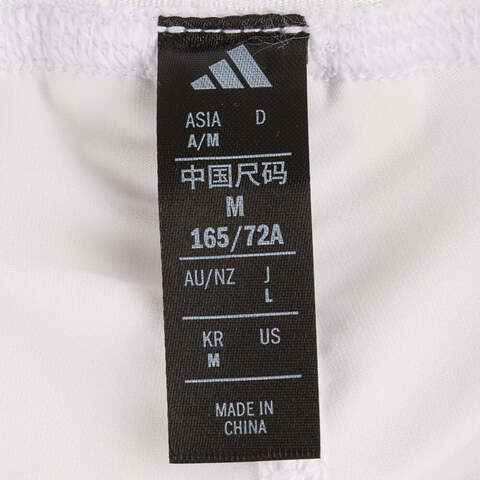 ASIA D
A/M
中国尺码
M
165/72A
AU/NZ J
L
KR US
M
MADE IN
CHINA